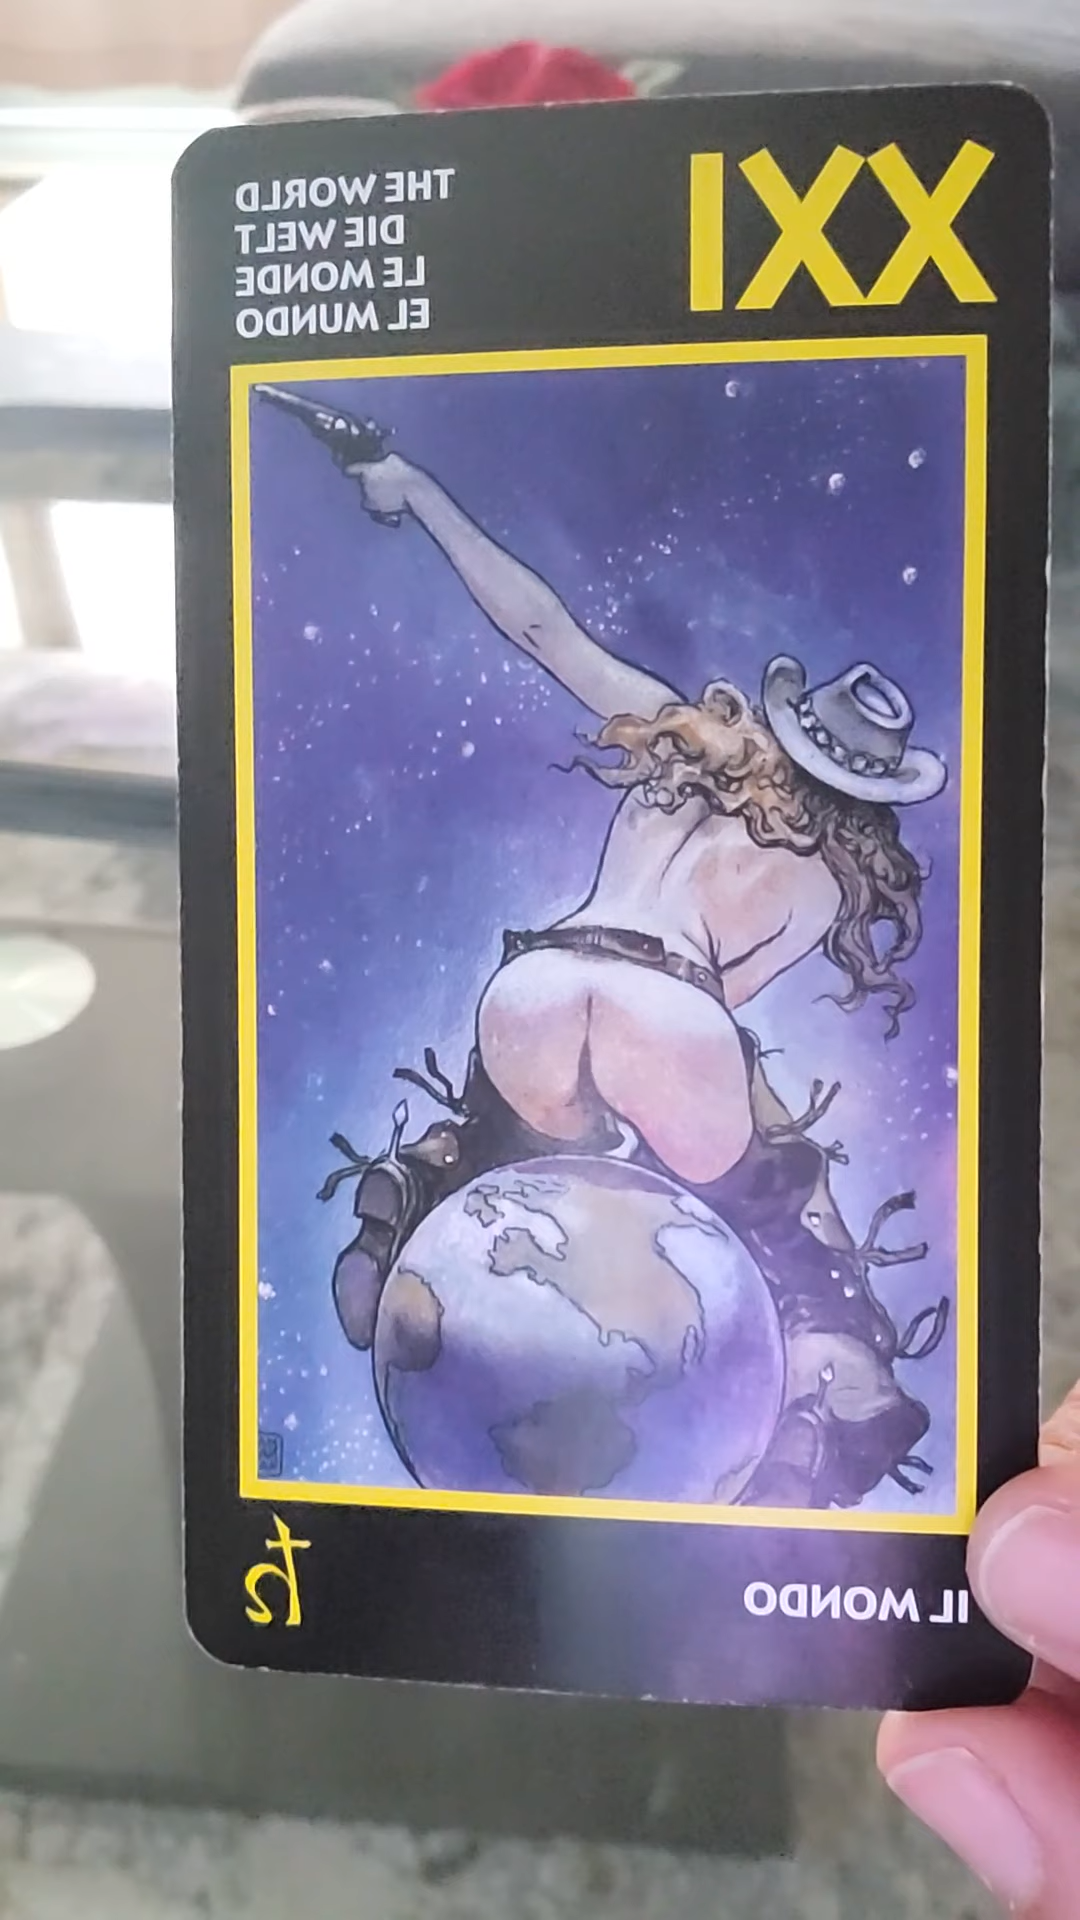 THE WORLD
DIE WELT
LE MONDE
EL MUNDO
XXI
IL MONDO